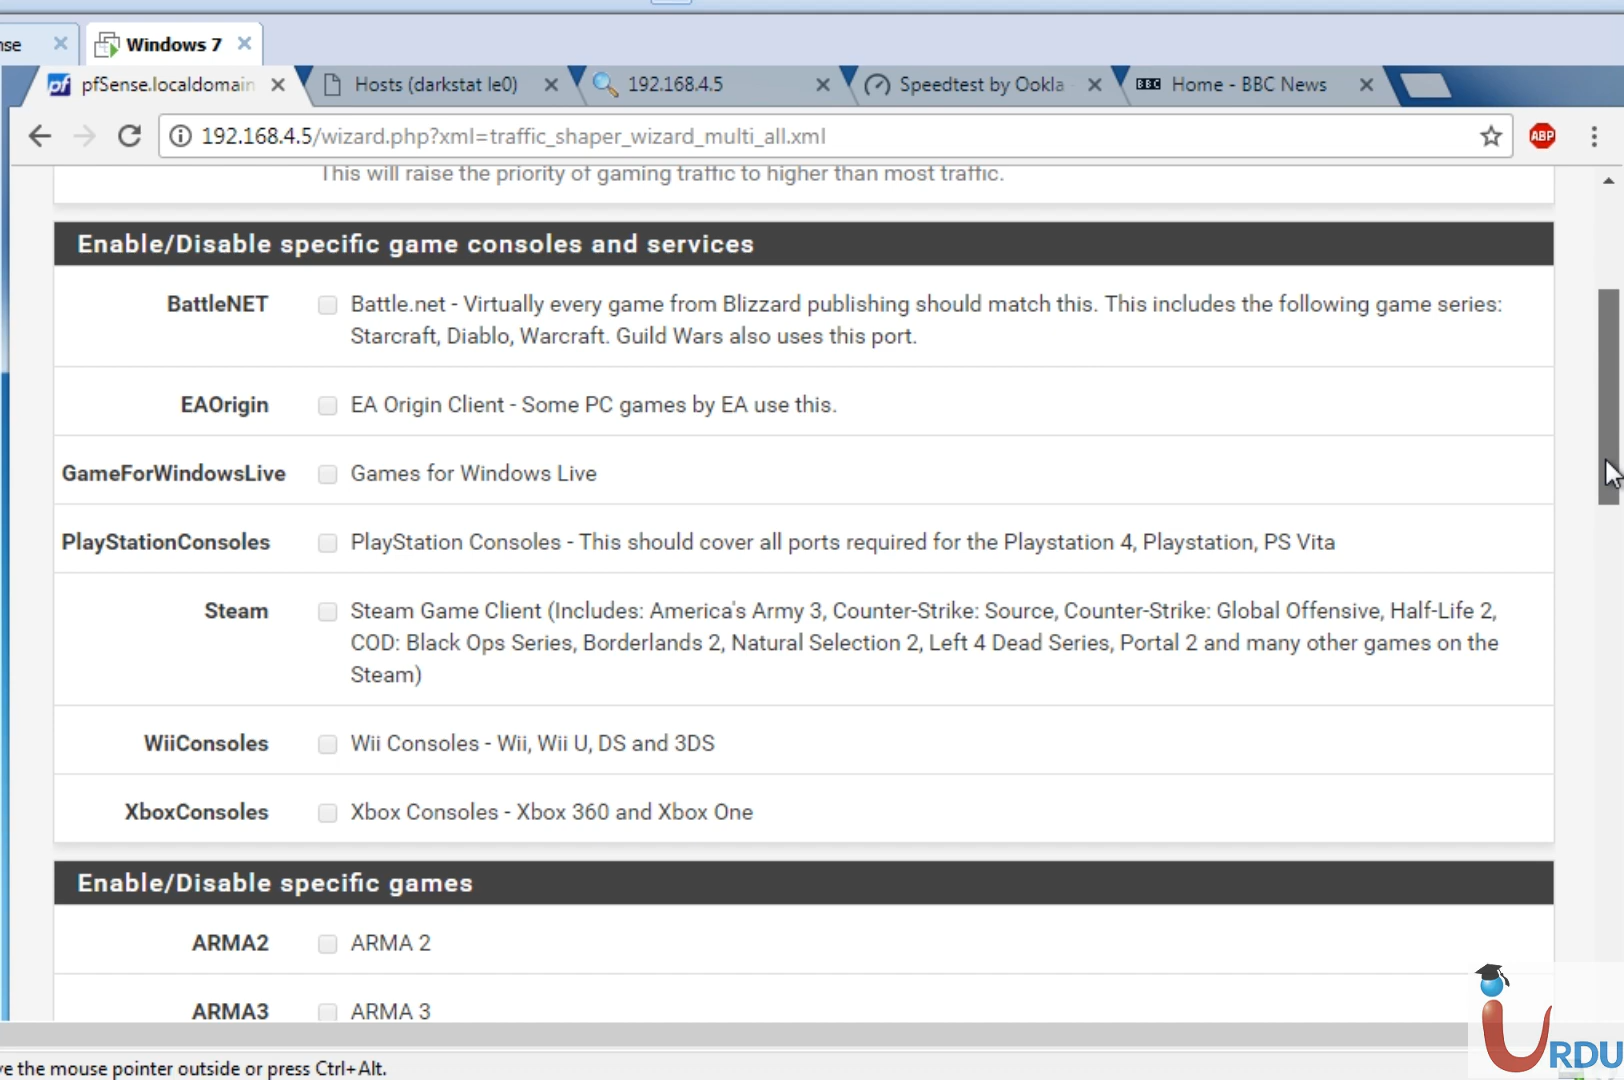 nse
Windows 7
pfSense.localdomain
Hosts (darkstat le0)
192.168.4.5
Speedtest by Ookla
BBC
Home - BBC News
192.168.4.5/wizard.php?xml=traffic_shaper_wizard_multi_all.xml
ABP
This will raise the priority of gaming traffic to higher than most traffic.
Enable/Disable specific game consoles and services
BattleNET
Battle.net - Virtually every game from Blizzard publishing should match this. This includes the following game series:
Starcraft, Diablo, Warcraft. Guild Wars also uses this port.
EAOrigin
EA Origin Client - Some PC games by EA use this.
GameForWindowsLive
Games for Windows Live
PlayStationConsoles
PlayStation Consoles - This should cover all ports required for the Playstation 4, Playstation, PS Vita
Steam
Steam Game Client (Includes: America's Army 3, Counter-Strike: Source, Counter-Strike: Global Offensive, Half-Life 2,
COD: Black Ops Series, Borderlands 2, Natural Selection 2, Left 4 Dead Series, Portal 2 and many other games on the
Steam)
WiiConsoles
Wii Consoles - Wii, Wii U, DS and 3DS
XboxConsoles
Xbox Consoles - Xbox 360 and Xbox One
Enable/Disable specific games
ARMA2
ARMA 2
ARMA3
ARMA 3
iURDU
ve the mouse pointer outside or press Ctrl+Alt.